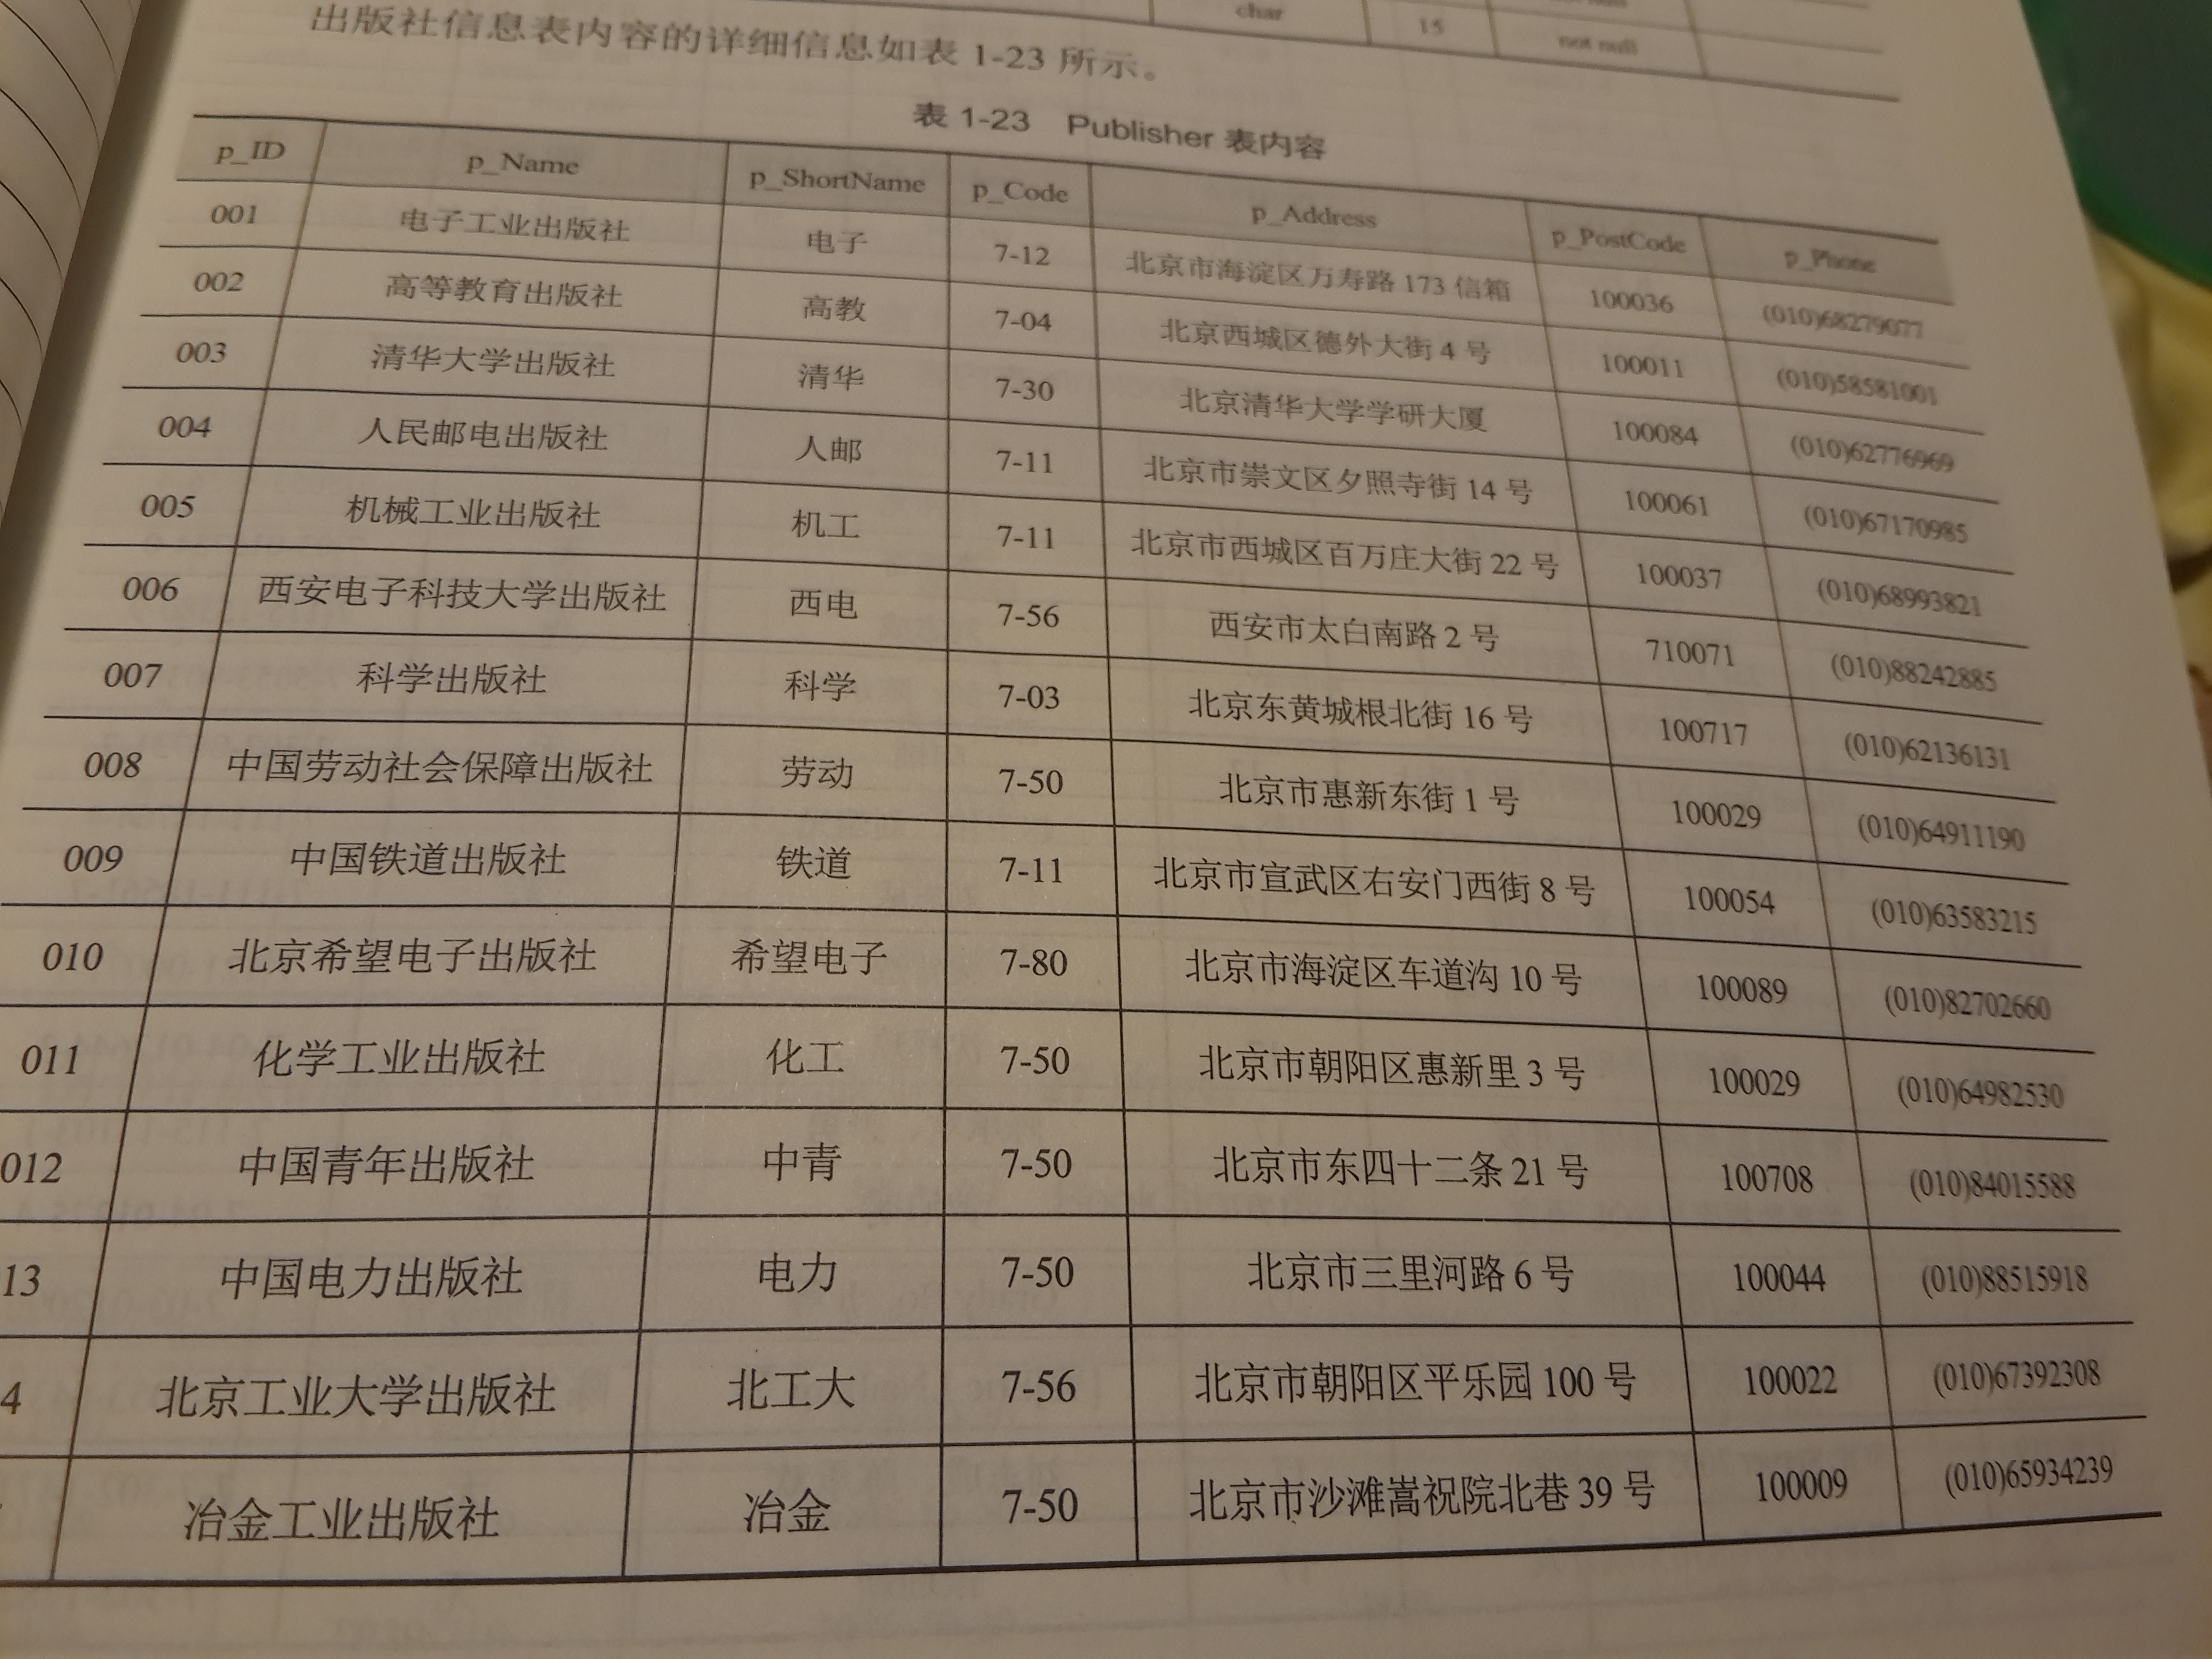 char 15 not null
出版社信息表内容的详细信息如表 1-23 所示。
表 1-23 Publisher 表内容
p_ID p_Name p_ShortName p_Code p_Address p_PostCode p_Phone
001 电子工业出版社 电子 7-12 北京市海淀区万寿路 173 信箱 100036 (010)68279077
002 高等教育出版社 高教 7-04 北京西城区德外大街 4 号 100011 (010)58581001
003 清华大学出版社 清华 7-30 北京清华大学学研大厦 100084 (010)62776969
004 人民邮电出版社 人邮 7-11 北京市崇文区夕照寺街 14 号 100061 (010)67170985
005 机械工业出版社 机工 7-11 北京市西城区百万庄大街 22 号 100037 (010)68993821
006 西安电子科技大学出版社 西电 7-56 西安市太白南路 2 号 710071 (010)88242885
007 科学出版社 科学 7-03 北京东黄城根北街 16 号 100717 (010)62136131
008 中国劳动社会保障出版社 劳动 7-50 北京市惠新东街 1 号 100029 (010)64911190
009 中国铁道出版社 铁道 7-11 北京市宣武区右安门西街 8 号 100054 (010)63583215
010 北京希望电子出版社 希望电子 7-80 北京市海淀区车道沟 10 号 100089 (010)82702660
011 化学工业出版社 化工 7-50 北京市朝阳区惠新里 3 号 100029 (010)64982530
012 中国青年出版社 中青 7-50 北京市东四十二条 21 号 100708 (010)84015588
13 中国电力出版社 电力 7-50 北京市三里河路 6 号 100044 (010)88515918
4 北京工业大学出版社 北工大 7-56 北京市朝阳区平乐园 100 号 100022 (010)67392308
冶金工业出版社 冶金 7-50 北京市沙滩嵩祝院北巷 39 号 100009 (010)65934239